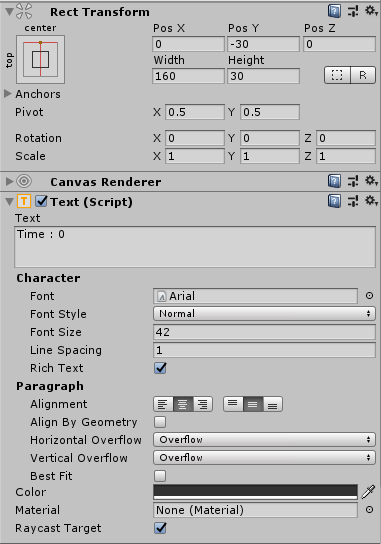 Rect Transform
center
Pos X Pos Y Pos Z
top
0 -30 0
Width Height
160 30
R
Anchors
Pivot X 0.5 Y 0.5
Rotation X 0 Y 0 Z 0
Scale X 1 Y 1 Z 1
Canvas Renderer
T Text (Script)
Text
Time : 0
Character
Font Arial
Font Style Normal
Font Size 42
Line Spacing 1
Rich Text
Paragraph
Alignment
Align By Geometry
Horizontal Overflow Overflow
Vertical Overflow Overflow
Best Fit
Color
Material None (Material)
Raycast Target